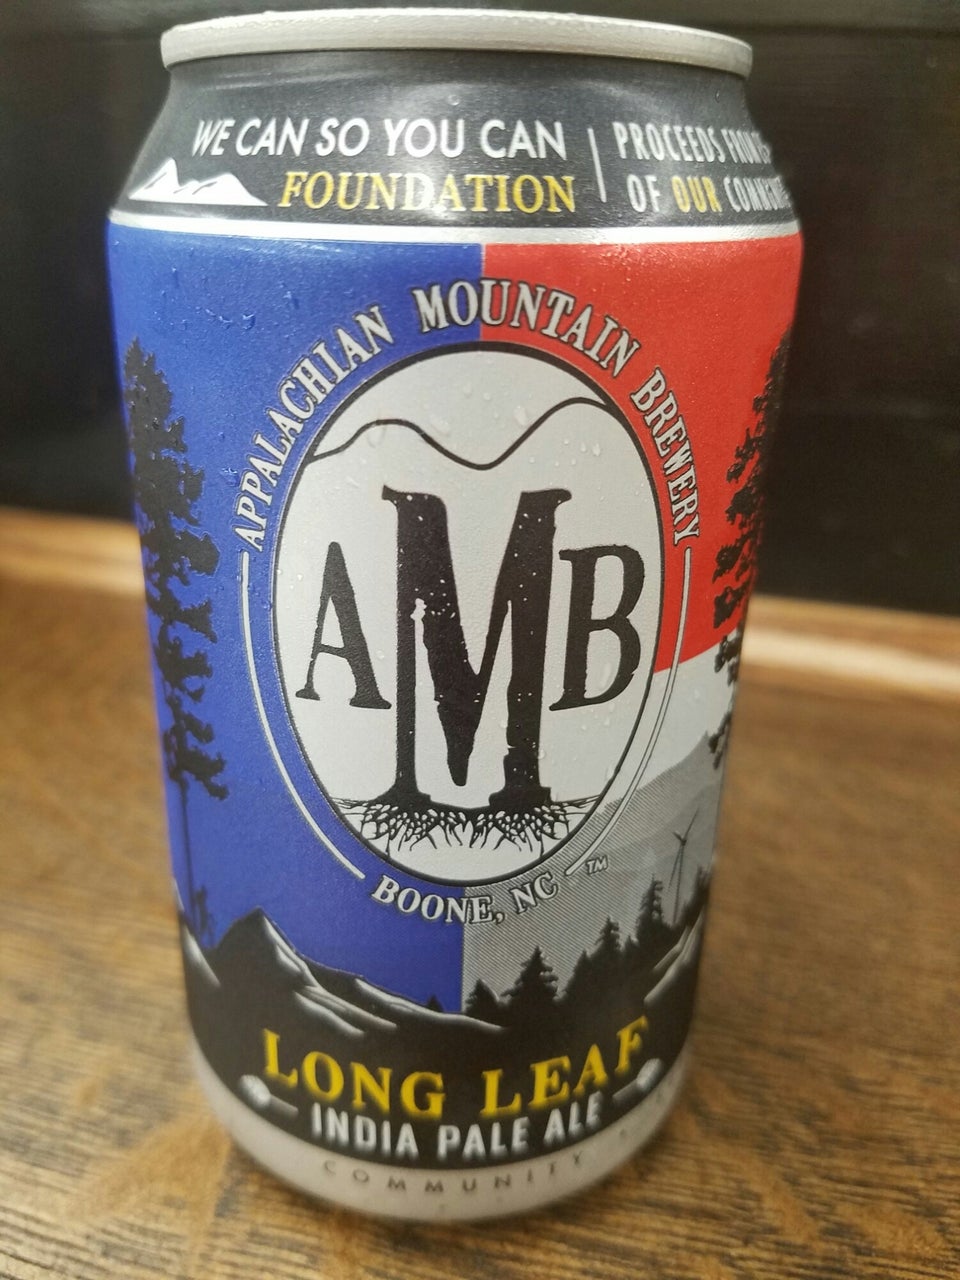 WE CAN SO YOU CAN
FOUNDATION
PROCEEDS
OF OUR
APPALACHIAN MOUNTAIN BREWERY
AMB
BOONE, NC ™
LONG LEAF
INDIA PALE ALE
COMMUNITY